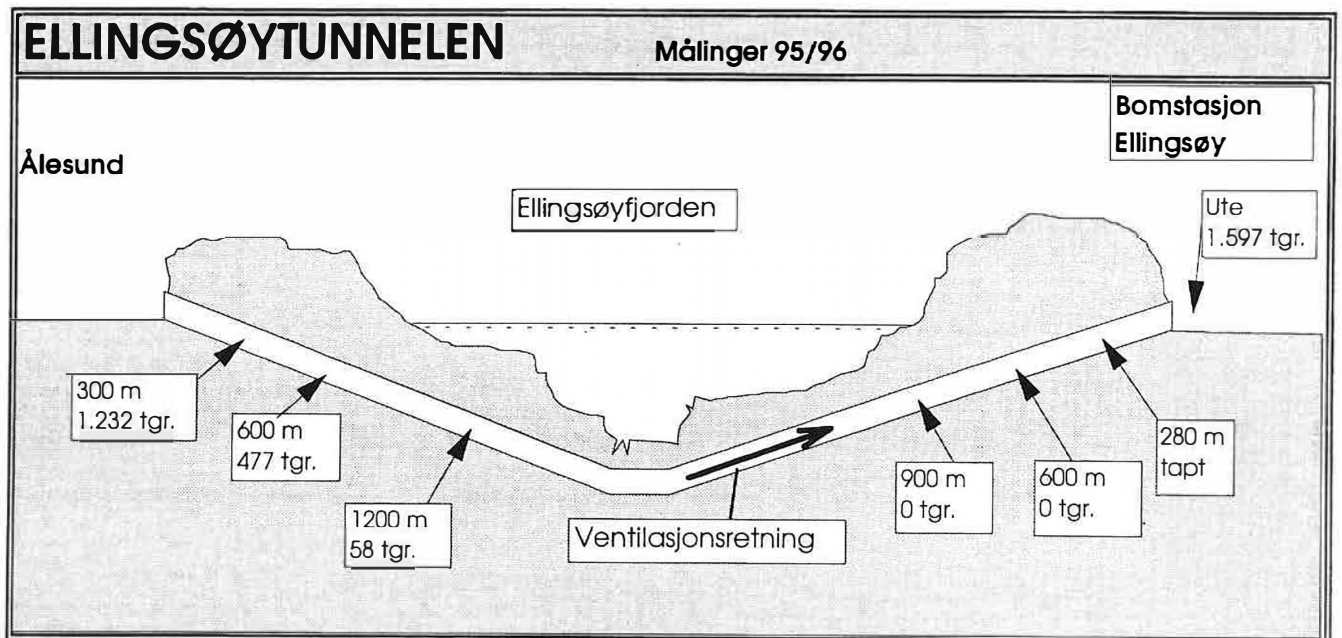 ELLINGSØYTUNNELEN
Målinger 95/96
Bomstasjon
Ellingsøy
Ålesund
Ellingsøyfjorden
Ute
1.597 tgr.
300 m
1.232 tgr.
600 m
477 tgr.
1200 m
58 tgr.
Ventilasjonsretning
900 m
0 tgr.
600 m
0 tgr.
280 m
tapt